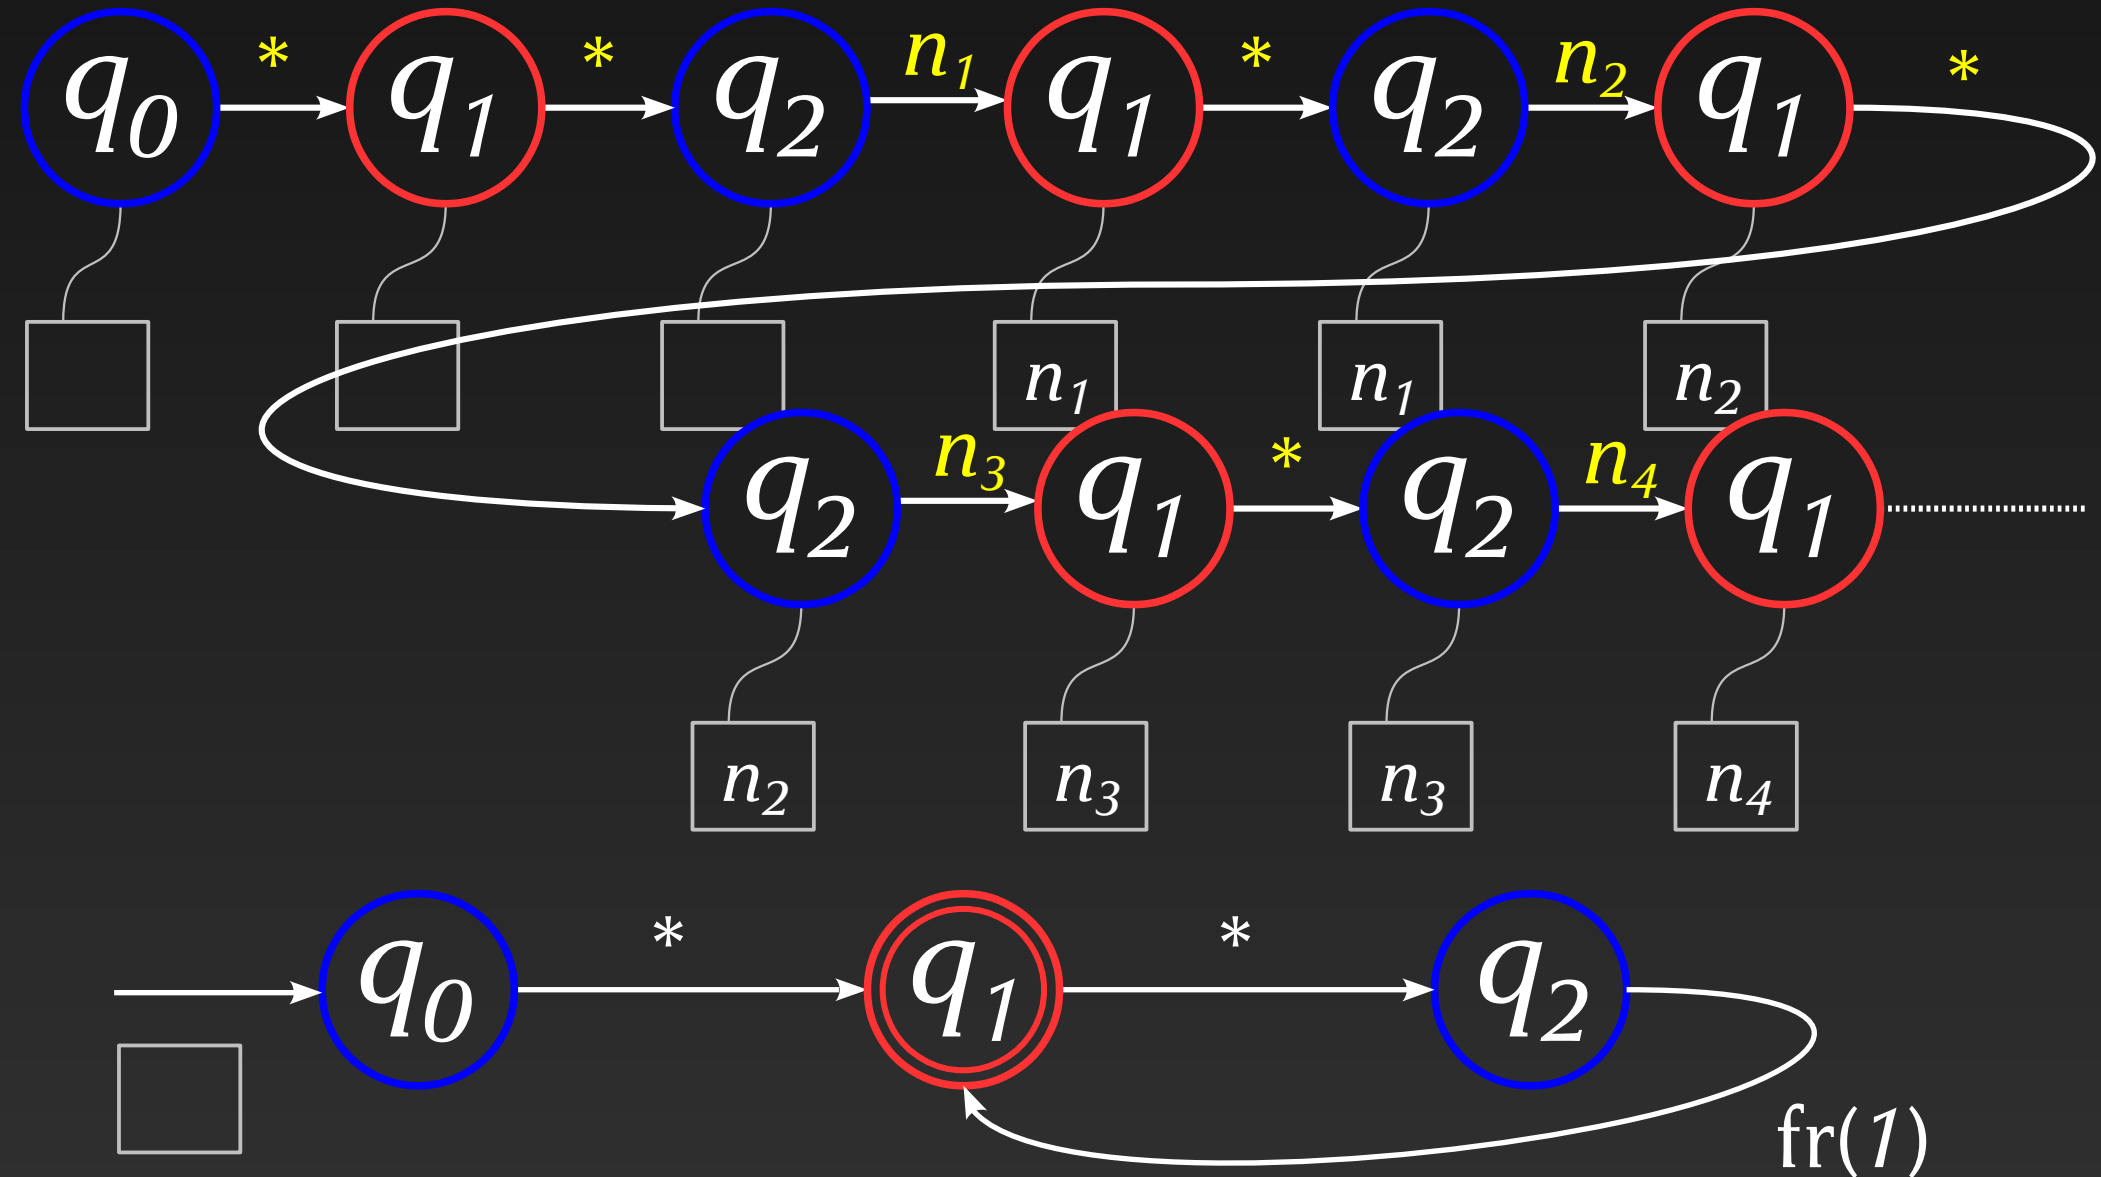 q0 * q1 * q2 n1 q1 * q2 n2 q1 *
n1 n1 n2
q2 n3 q1 * q2 n4 q1
n2 n3 n3 n4
q0 * q1 * q2
fr(1)